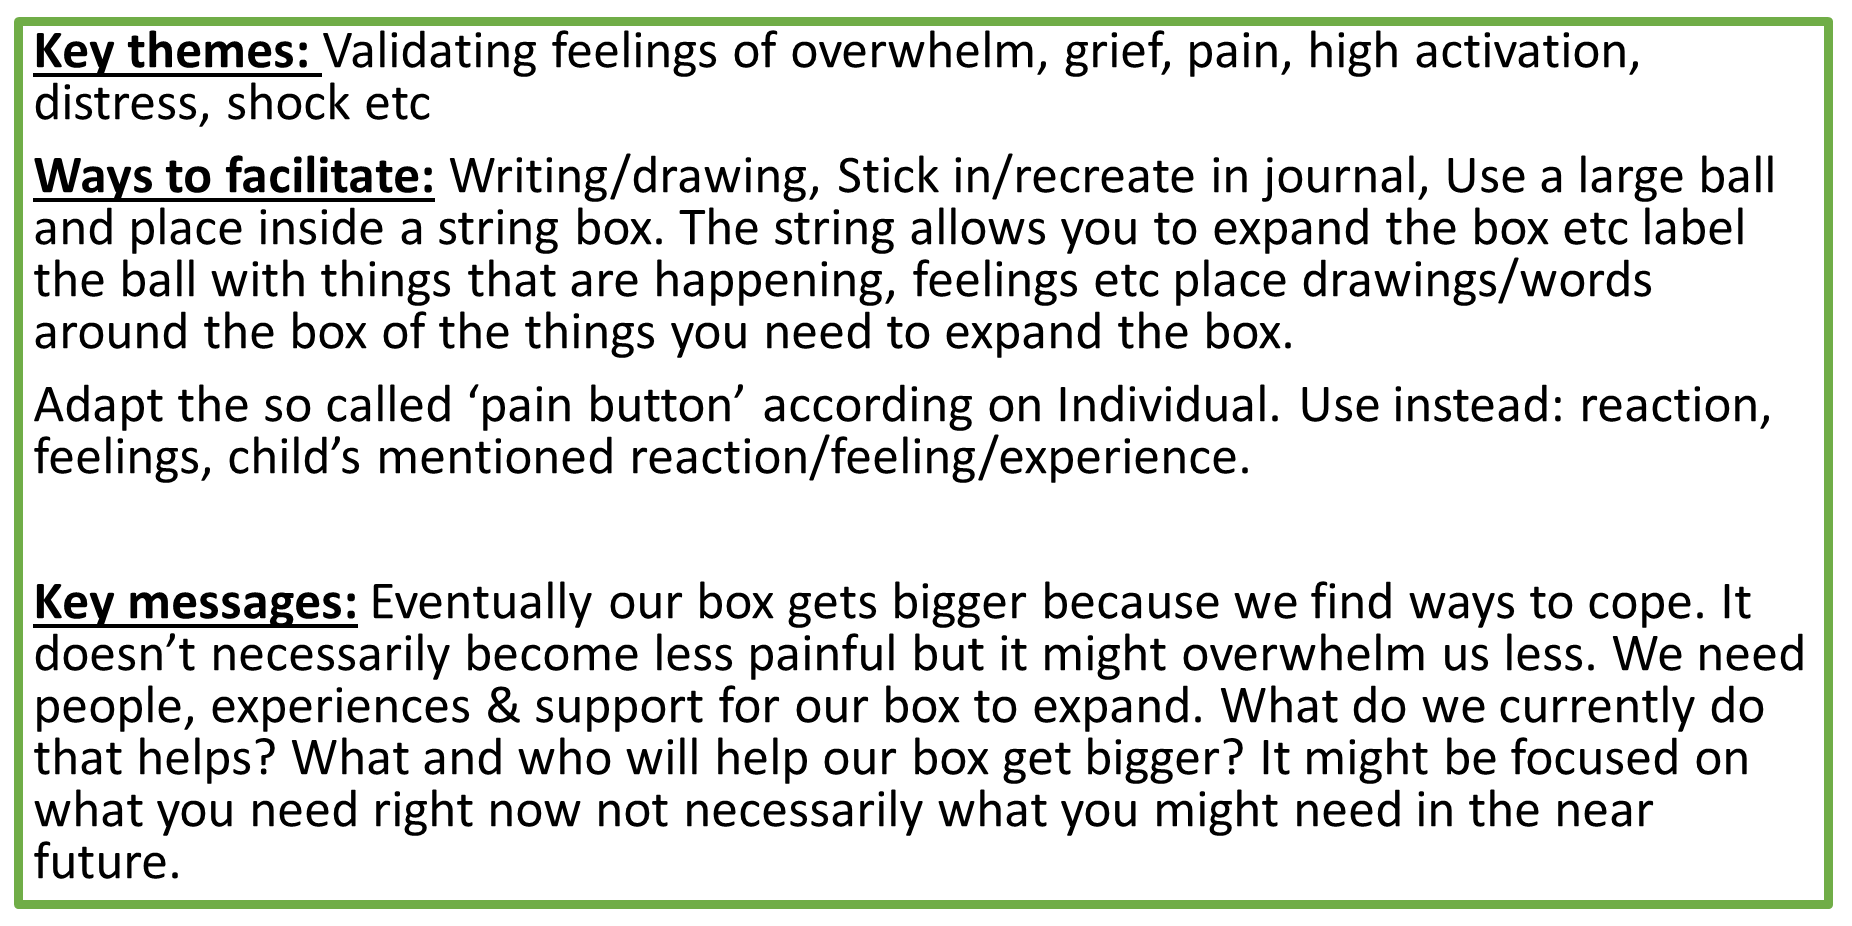 Key themes: Validating feelings of overwhelm, grief, pain, high activation,
distress, shock etc
Ways to facilitate: Writing/drawing, Stick in/recreate in journal, Use a large ball
and place inside a string box. The string allows you to expand the box etc label
the ball with things that are happening, feelings etc place drawings/words
around the box of the things you need to expand the box.
Adapt the so called ‘pain button’ according on Individual. Use instead: reaction,
feelings, child’s mentioned reaction/feeling/experience.
Key messages: Eventually our box gets bigger because we find ways to cope. It
doesn’t necessarily become less painful but it might overwhelm us less. We need
people, experiences & support for our box to expand. What do we currently do
that helps? What and who will help our box get bigger? It might be focused on
what you need right now not necessarily what you might need in the near
future.